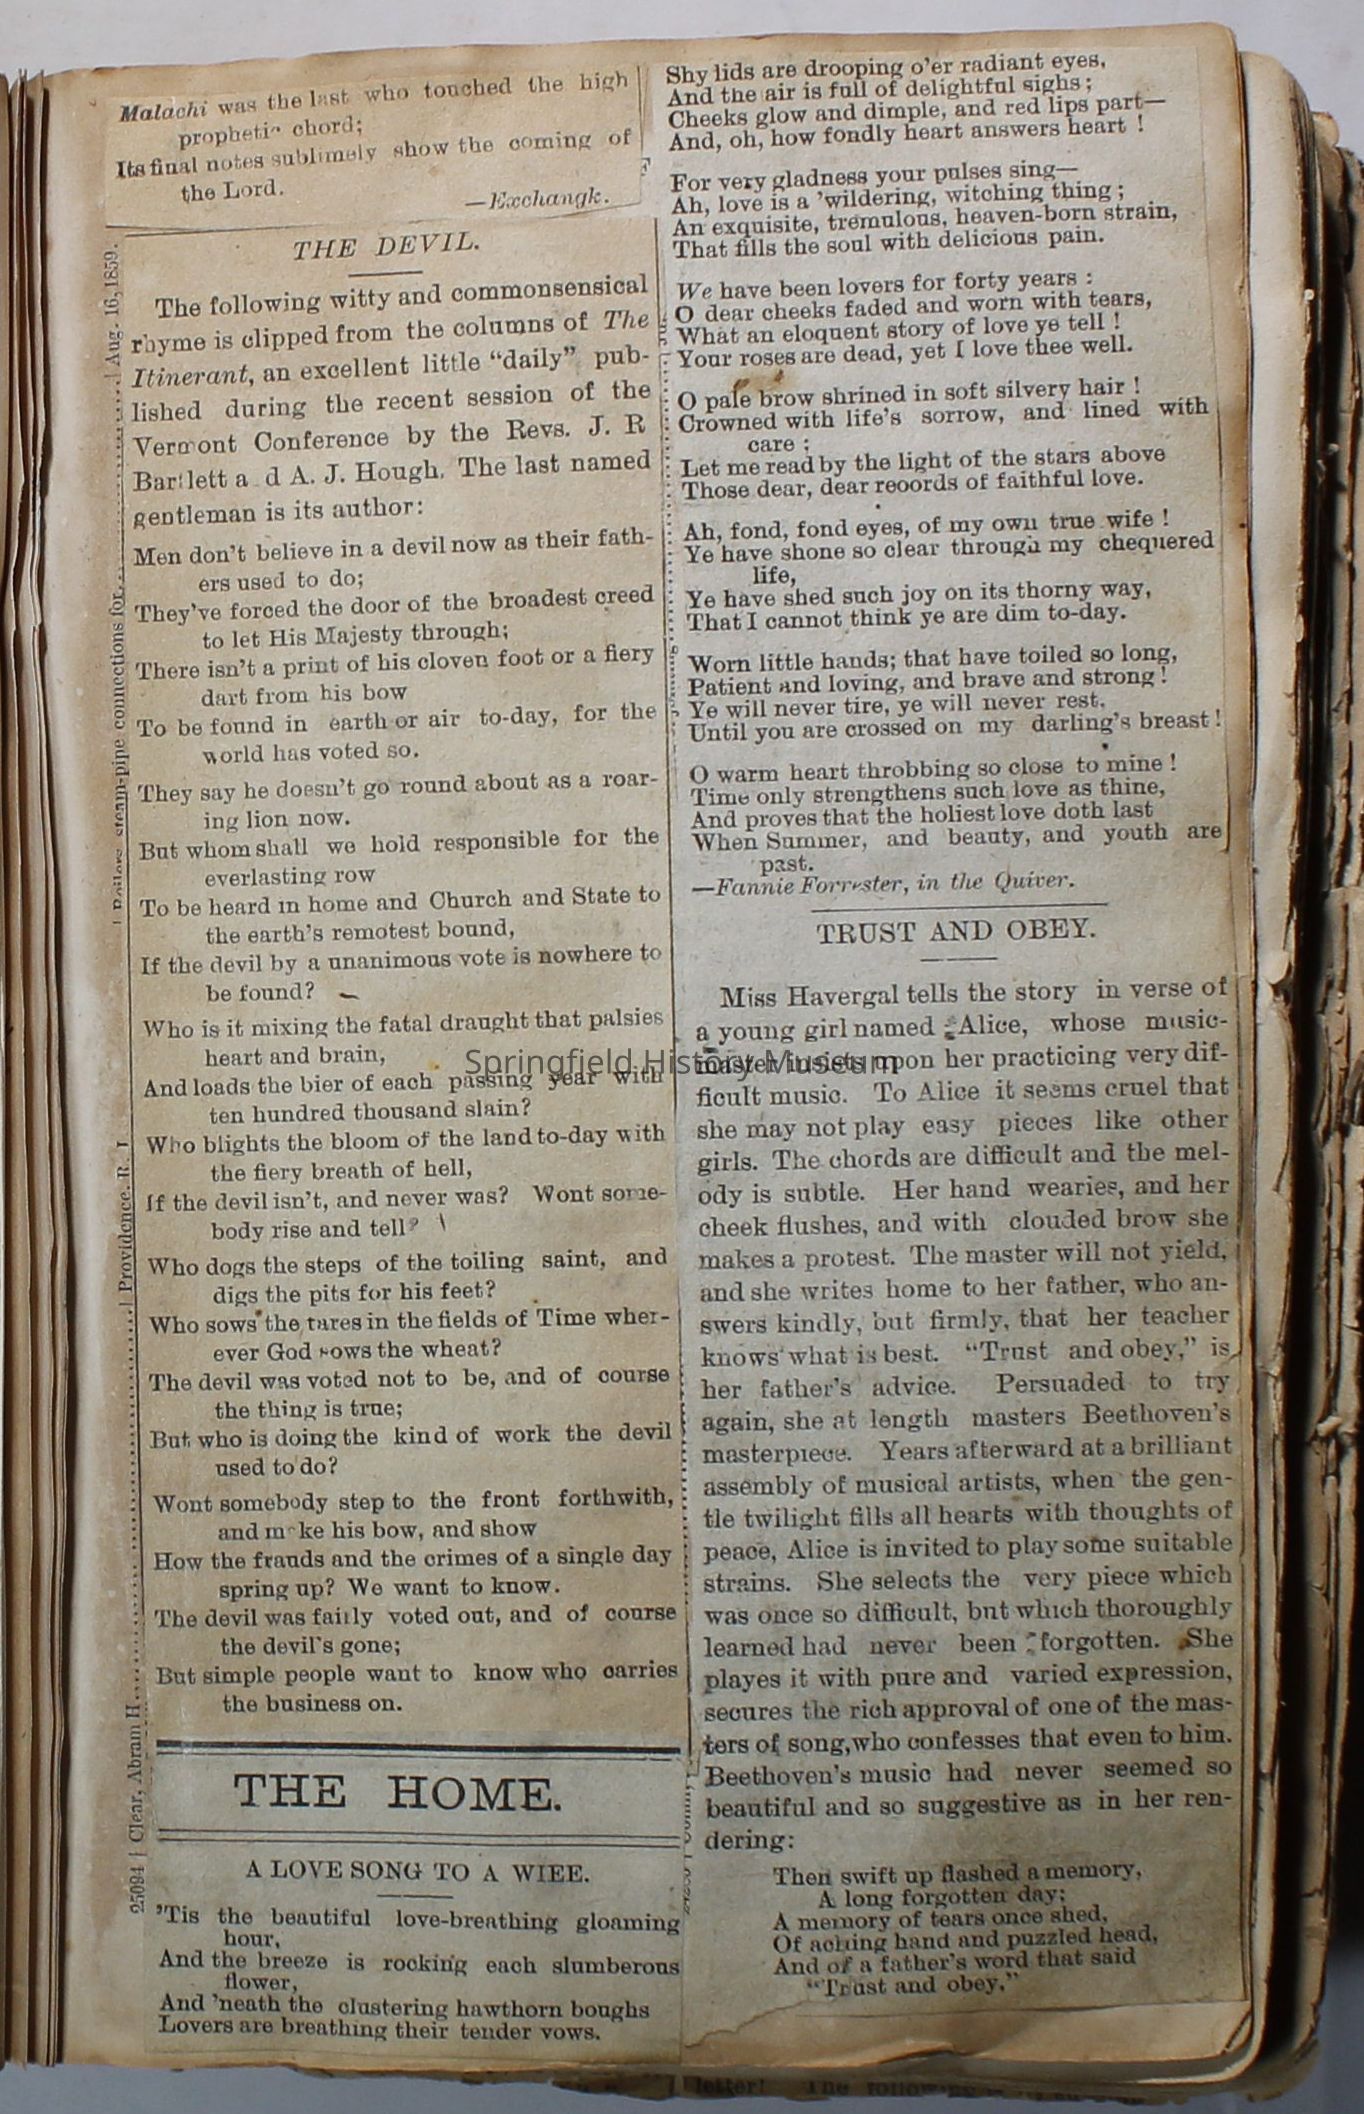 Malachi was the last who touched the high
prophetic chord;
Its final notes sublimely show the coming of
the Lord.
—Exchangk.
THE DEVIL.
The following witty and commonsensical
rhyme is clipped from the columns of The
Itinerant, an excellent little “daily” pub-
lished during the recent session of the
Vermont Conference by the Revs. J. R
Bartlett a d A. J. Hough. The last named
gentleman is its author:
Men don't believe in a devil now as their fath-
ers used to do;
They've forced the door of the broadest creed
to let His Majesty through;
There isn't a print of his cloven foot or a fiery
dart from his bow
To be found in earth or air to-day, for the
world has voted so.
They say he doesn't go round about as a roar-
ing lion now.
But whom shall we hold responsible for the
everlasting row
To be heard in home and Church and State to
the earth's remotest bound,
If the devil by a unanimous vote is nowhere to
be found?
Who is it mixing the fatal draught that palsies
heart and brain,
And loads the bier of each passing year with
ten hundred thousand slain?
Who blights the bloom of the land to-day with
the fiery breath of hell,
If the devil isn't, and never was? Wont some-
body rise and tell?
Who dogs the steps of the toiling saint, and
digs the pits for his feet?
Who sows the tares in the fields of Time wher-
ever God sows the wheat?
The devil was voted not to be, and of course
the thing is true;
But who is doing the kind of work the devil
used to do?
Wont somebody step to the front forthwith,
and make his bow, and show
How the frauds and the crimes of a single day
spring up? We want to know.
The devil was fairly voted out, and of course
the devil's gone;
But simple people want to know who carries
the business on.
THE HOME.
A LOVE SONG TO A WIEE.
'Tis the beautiful love-breathing gloaming
hour,
And the breeze is rocking each slumberous
flower,
And 'neath the clustering hawthorn boughs
Lovers are breathing their tender vows.
Shy lids are drooping o'er radiant eyes,
And the air is full of delightful sighs;
Cheeks glow and dimple, and red lips part—
And, oh, how fondly heart answers heart !
For very gladness your pulses sing—
Ah, love is a 'wildering, witching thing;
An exquisite, tremulous, heaven-born strain,
That fills the soul with delicious pain.
We have been lovers for forty years :
O dear cheeks faded and worn with tears,
What an eloquent story of love ye tell !
Your roses are dead, yet I love thee well.
O pale brow shrined in soft silvery hair !
Crowned with life's sorrow, and lined with
care ;
Let me read by the light of the stars above
Those dear, dear reoords of faithful love.
Ah, fond, fond eyes, of my own true wife !
Ye have shone so clear through my chequered
life,
Ye have shed such joy on its thorny way,
That I cannot think ye are dim to-day.
Worn little hands; that have toiled so long,
Patient and loving, and brave and strong!
Ye will never tire, ye will never rest,
Until you are crossed on my darling's breast!
O warm heart throbbing so close to mine !
Time only strengthens such love as thine,
And proves that the holiest love doth last
When Summer, and beauty, and youth are
past.
—Fannie Forrester, in the Quiver.
TRUST AND OBEY.
Miss Havergal tells the story in verse of
a young girl named Alice, whose music-
master insists upon her practicing very dif-
ficult music. To Alice it seems cruel that
she may not play easy pieces like other
girls. The chords are difficult and the mel-
ody is subtle. Her hand wearies, and her
cheek flushes, and with clouded brow she
makes a protest. The master will not yield,
and she writes home to her father, who an-
swers kindly, but firmly, that her teacher
knows what is best. “Trust and obey,” is
her father's advice. Persuaded to try
again, she at length masters Beethoven's
masterpiece. Years afterward at a brilliant
assembly of musical artists, when the gen-
tle twilight fills all hearts with thoughts of
peace, Alice is invited to play some suitable
strains. She selects the very piece which
was once so difficult, but which thoroughly
learned had never been forgotten. She
playes it with pure and varied expression,
secures the rich approval of one of the mas-
ters of song, who confesses that even to him.
Beethoven's music had never seemed so
beautiful and so suggestive as in her ren-
dering:
Then swift up flashed a memory,
A long forgotten day;
A memory of tears once shed,
Of aching hand and puzzled head,
And of a father's word that said
“Trust and obey.”
25094 | Clear, Abram H. | Providence, R. I. | Boilers, steam-pipe connections for | Aug. 16, 1859.
Springfield History Museum